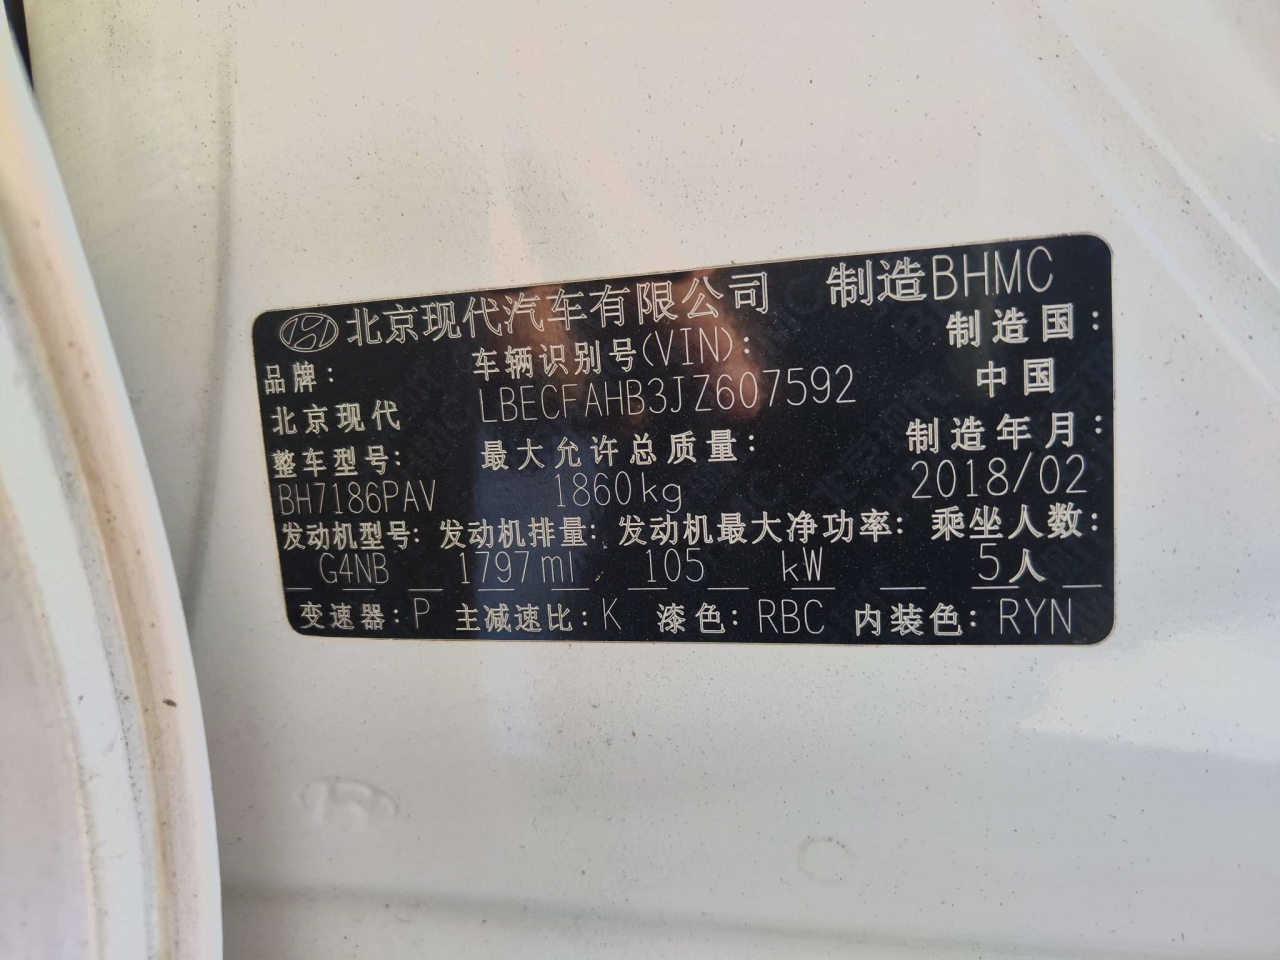 北京现代汽车有限公司 制造BHMC
品牌: 车辆识别号(VIN): 制造国:
北京现代 LBECFAHB3JZ607592 中国
整车型号: 最大允许总质量: 制造年月:
BH7186PAV 1860kg 2018/02
发动机型号: 发动机排量: 发动机最大净功率: 乘坐人数:
G4NB 1797ml 105 kW 5人
变速器: P 主减速比: K 漆色: RBC 内装色: RYN